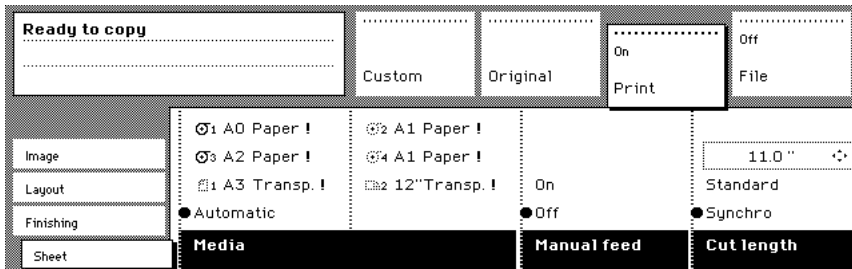 Ready to copy
Custom
Original
On
Print
Off
File
Image
Layout
Finishing
Sheet
1 A0 Paper !
3 A2 Paper !
1 A3 Transp. !
Automatic
2 A1 Paper !
4 A1 Paper !
2 12"Transp. !
Media
On
Off
Manual feed
11.0 "
Standard
Synchro
Cut length